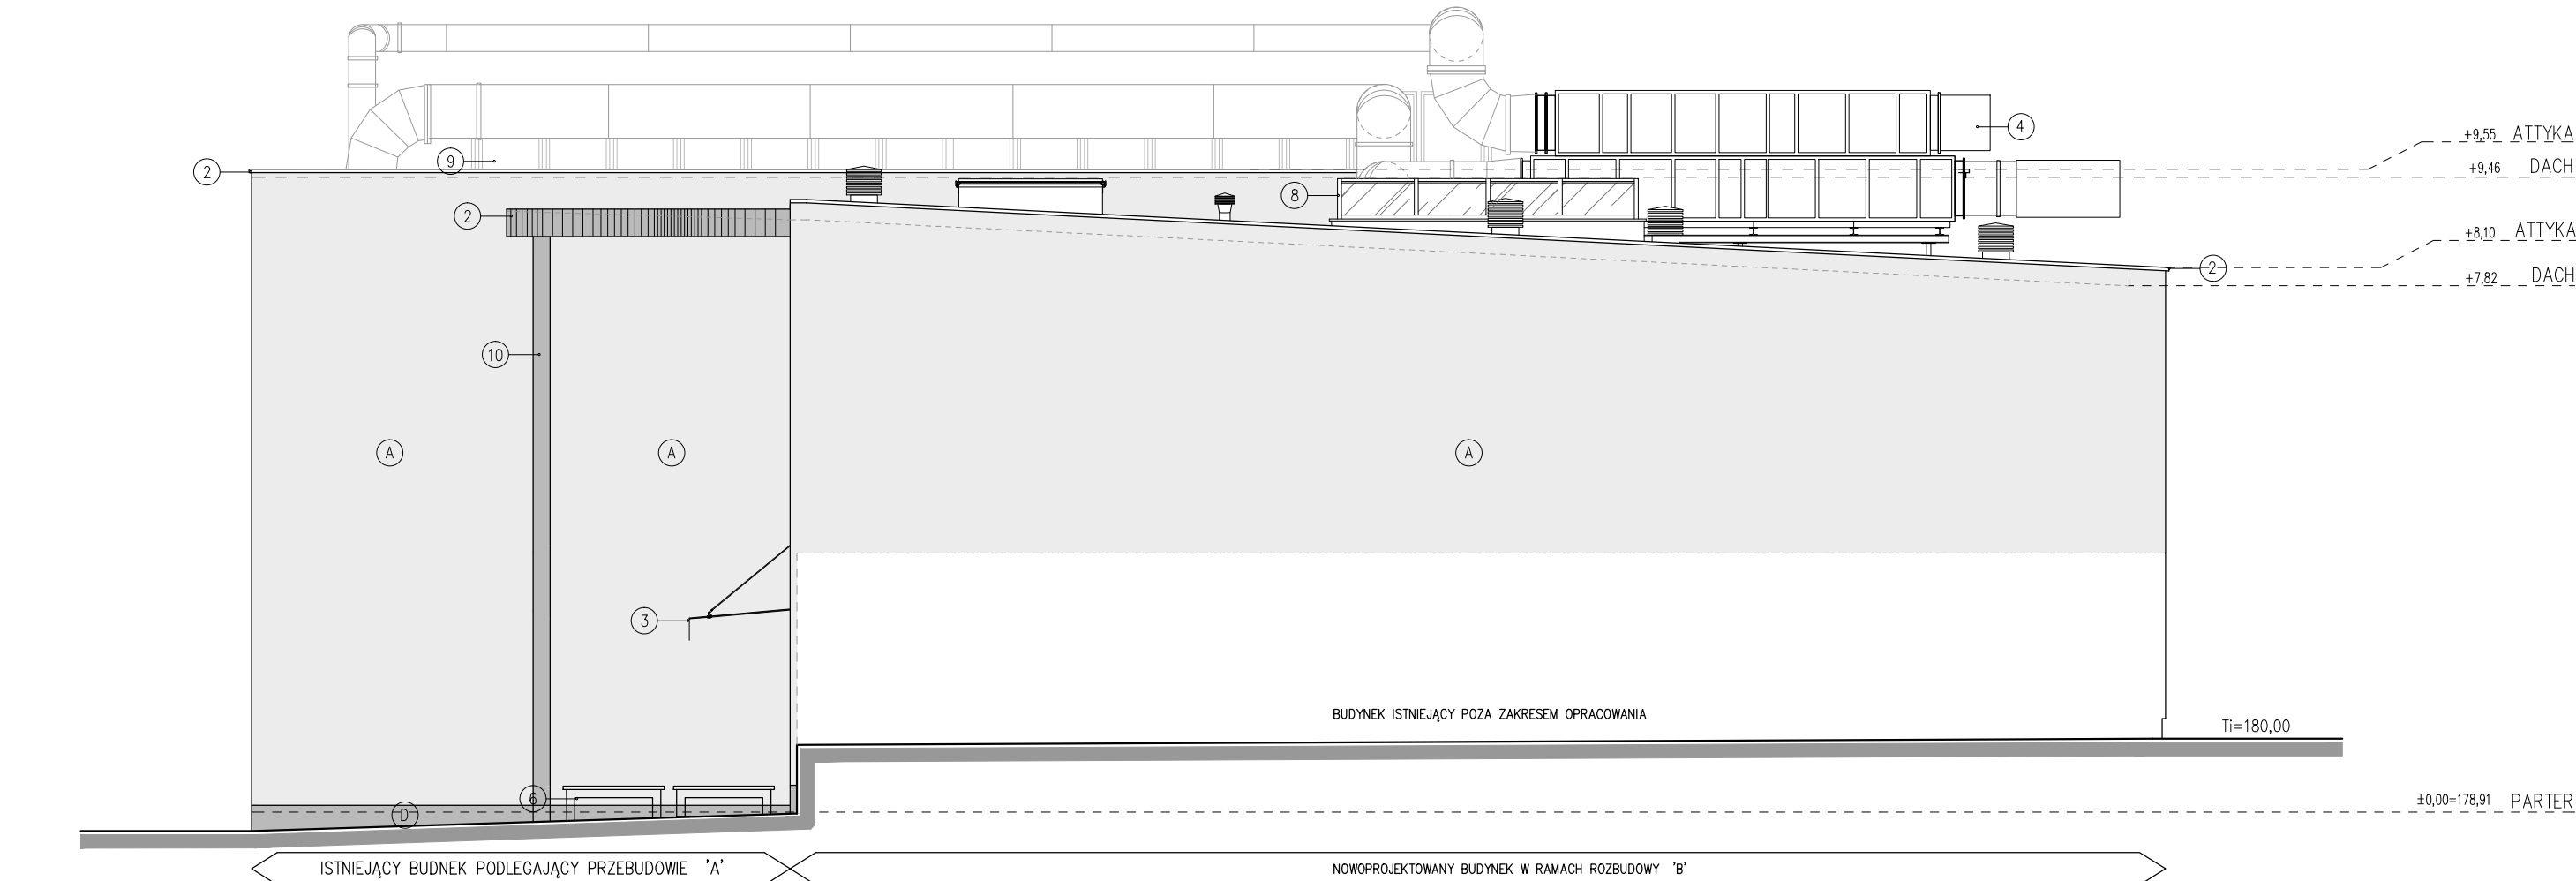 4
+9,55 ATTYKA
9
2
+9,46 DACH
8
2
+8,10 ATTYKA
2
+7,82 DACH
10
A
A
A
3
BUDYNEK ISTNIEJĄCY POZA ZAKRESEM OPRACOWANIA
Ti=180,00
6
±0,00=178,91 PARTER
D
ISTNIEJĄCY BUDNEK PODLEGAJĄCY PRZEBUDOWIE 'A'
NOWOPROJEKTOWANY BUDYNEK W RAMACH ROZBUDOWY 'B'